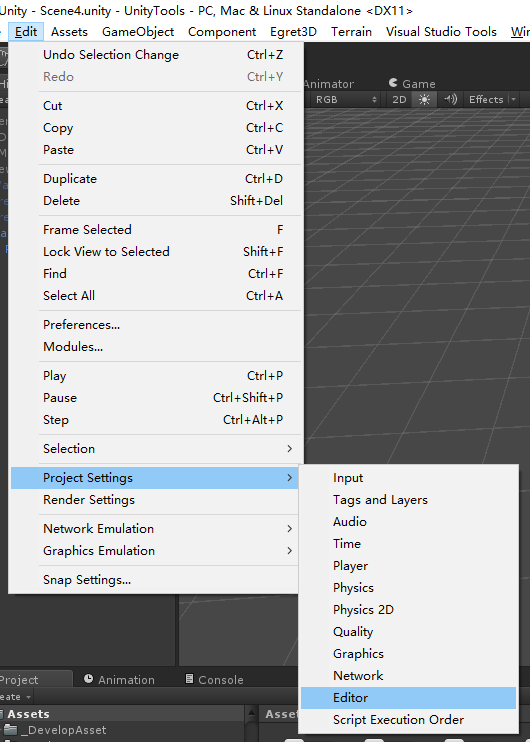 Unity - Scene4.unity - UnityTools - PC, Mac & Linux Standalone <DX11>
Edit Assets GameObject Component Egret3D Terrain Visual Studio Tools
Undo Selection Change Ctrl+Z
Redo Ctrl+Y
Cut Ctrl+X
Copy Ctrl+C
Paste Ctrl+V
Duplicate Ctrl+D
Delete Shift+Del
Frame Selected F
Lock View to Selected Shift+F
Find Ctrl+F
Select All Ctrl+A
Preferences...
Modules...
Play Ctrl+P
Pause Ctrl+Shift+P
Step Ctrl+Alt+P
Selection
Project Settings
Render Settings
Network Emulation
Graphics Emulation
Snap Settings...
Animator Game
RGB 2D Effects
Input
Tags and Layers
Audio
Time
Player
Physics
Physics 2D
Quality
Graphics
Network
Editor
Script Execution Order
Project Animation Console
Assets
_DevelopAsset